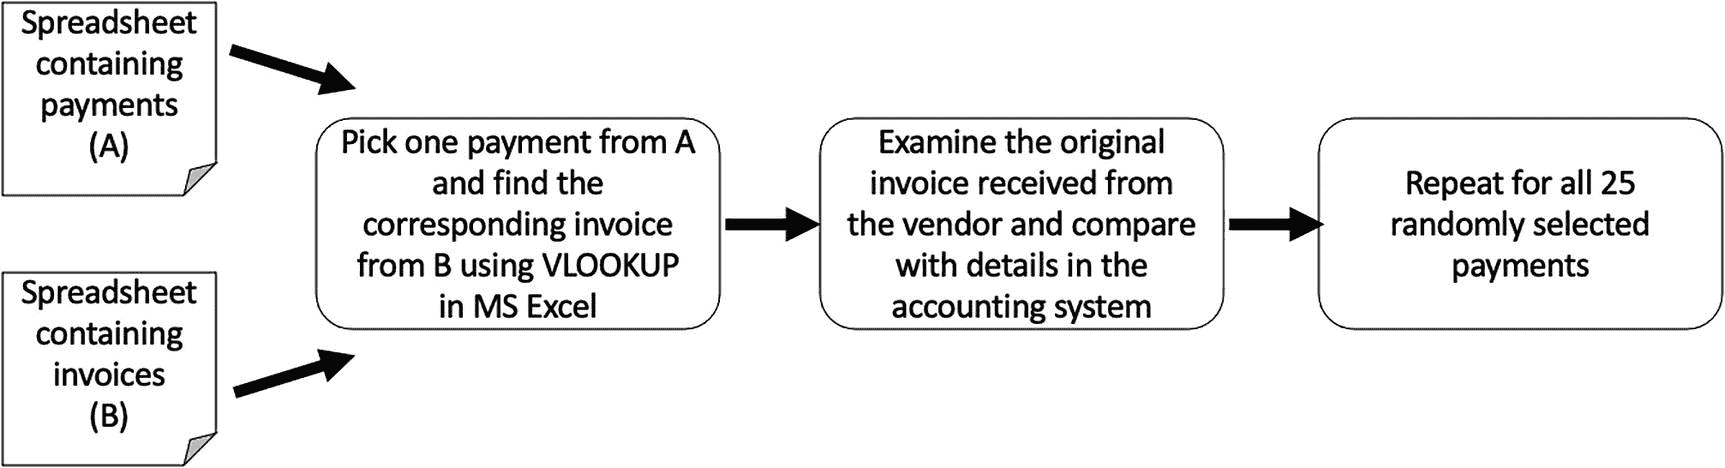 Spreadsheet
containing
payments
(A)
Spreadsheet
containing
invoices
(B)
Pick one payment from A
and find the
corresponding invoice
from B using VLOOKUP
in MS Excel
Examine the original
invoice received from
the vendor and compare
with details in the
accounting system
Repeat for all 25
randomly selected
payments